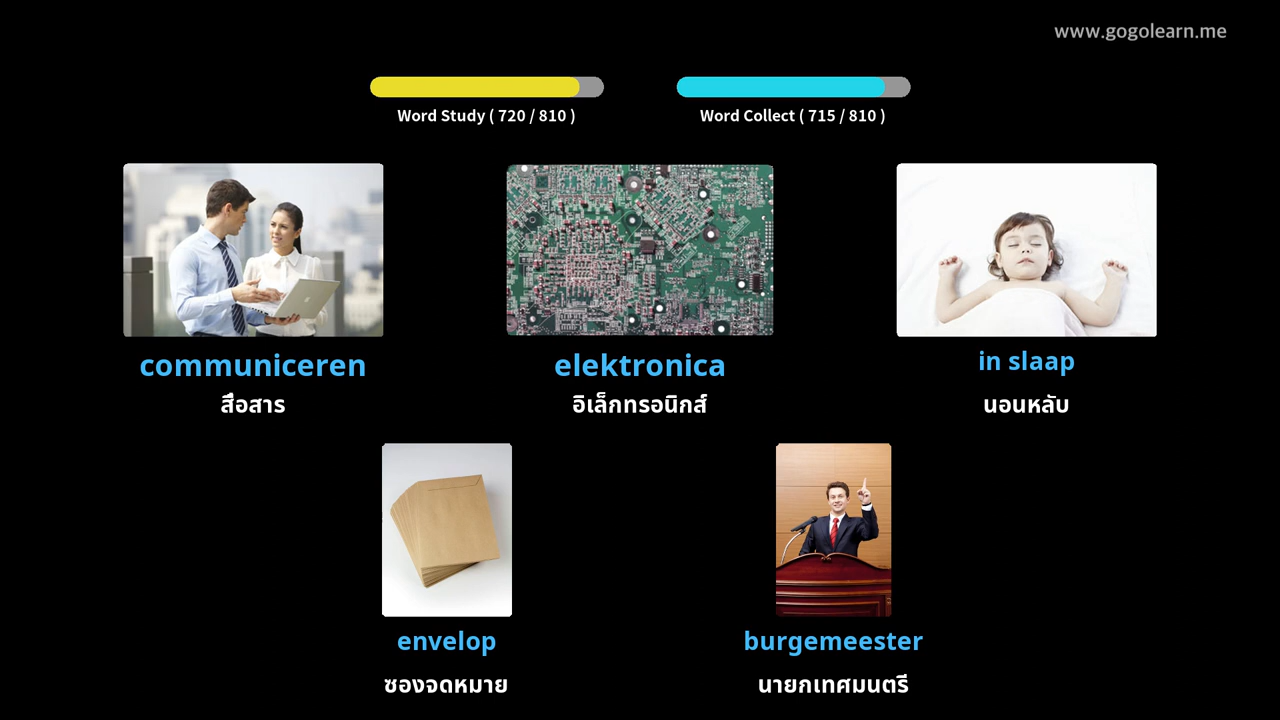 www.gogolearn.me
Word Study ( 720 / 810 )
Word Collect ( 715 / 810 )
communiceren
elektronica
in slaap
สื่อสาร
อิเล็กทรอนิกส์
นอนหลับ
envelop
burgemeester
ซองจดหมาย
นายกเทศมนตรี